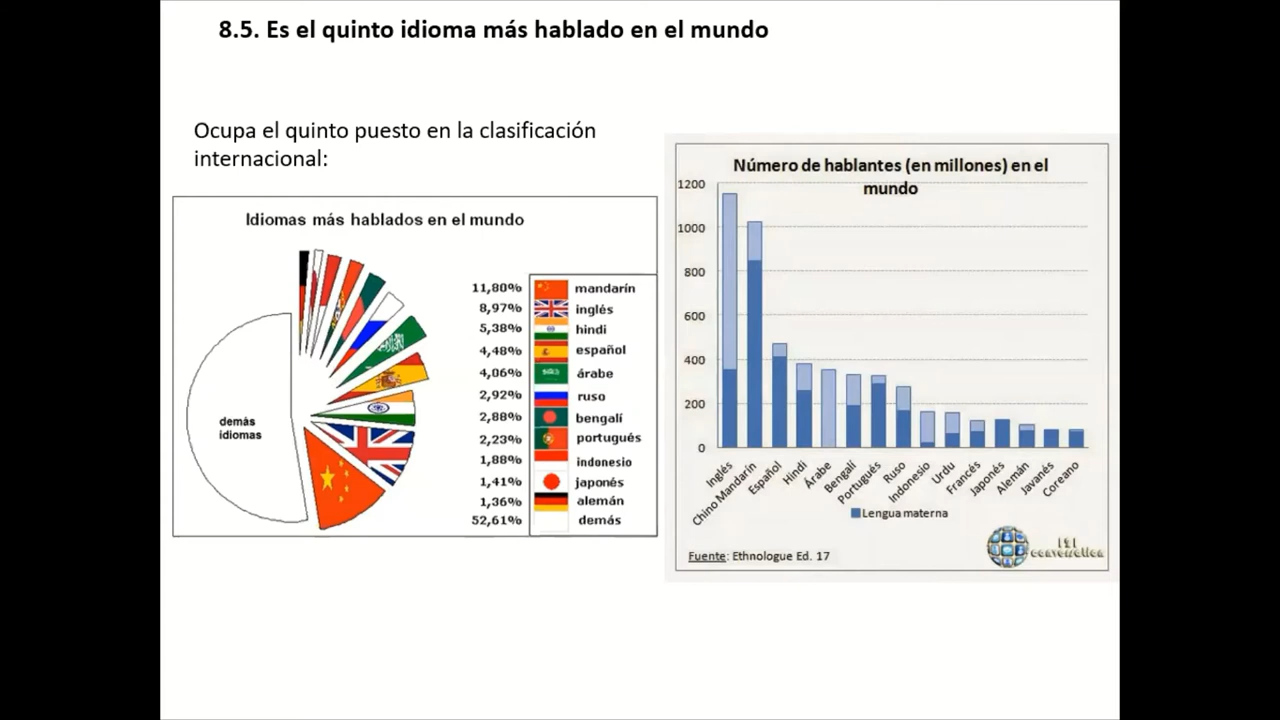 8.5. Es el quinto idioma más hablado en el mundo
Ocupa el quinto puesto en la clasificación
internacional:
Idiomas más hablados en el mundo
demás
idiomas
11,80% mandarín
8,97% inglés
5,38% hindi
4,48% español
4,06% árabe
2,92% ruso
2,88% bengalí
2,23% portugués
1,88% indonesio
1,41% japonés
1,36% alemán
52,61% demás
Número de hablantes (en millones) en el
mundo
1200
1000
800
600
400
200
0
Inglés
Chino Mandarín
Español
Hindi
Árabe
Bengalí
Portugués
Ruso
Indonesio
Urdu
Francés
Japonés
Alemán
Javanés
Coreano
Lengua materna
Fuente: Ethnologue Ed. 17